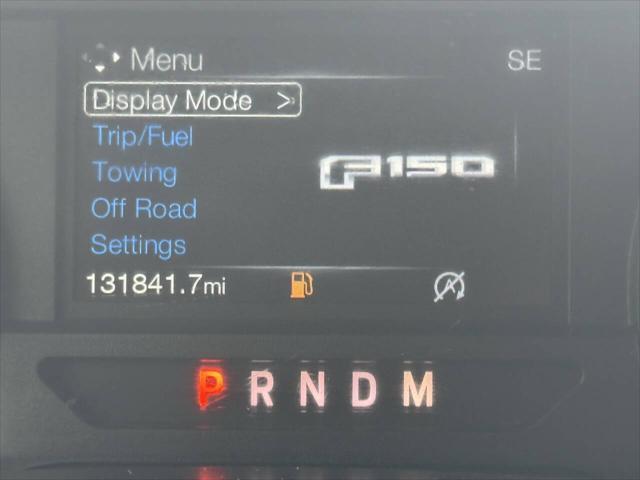 Menu
SE
Display Mode >
Trip/Fuel
Towing
F150
Off Road
Settings
131841.7mi
A
P R N D M